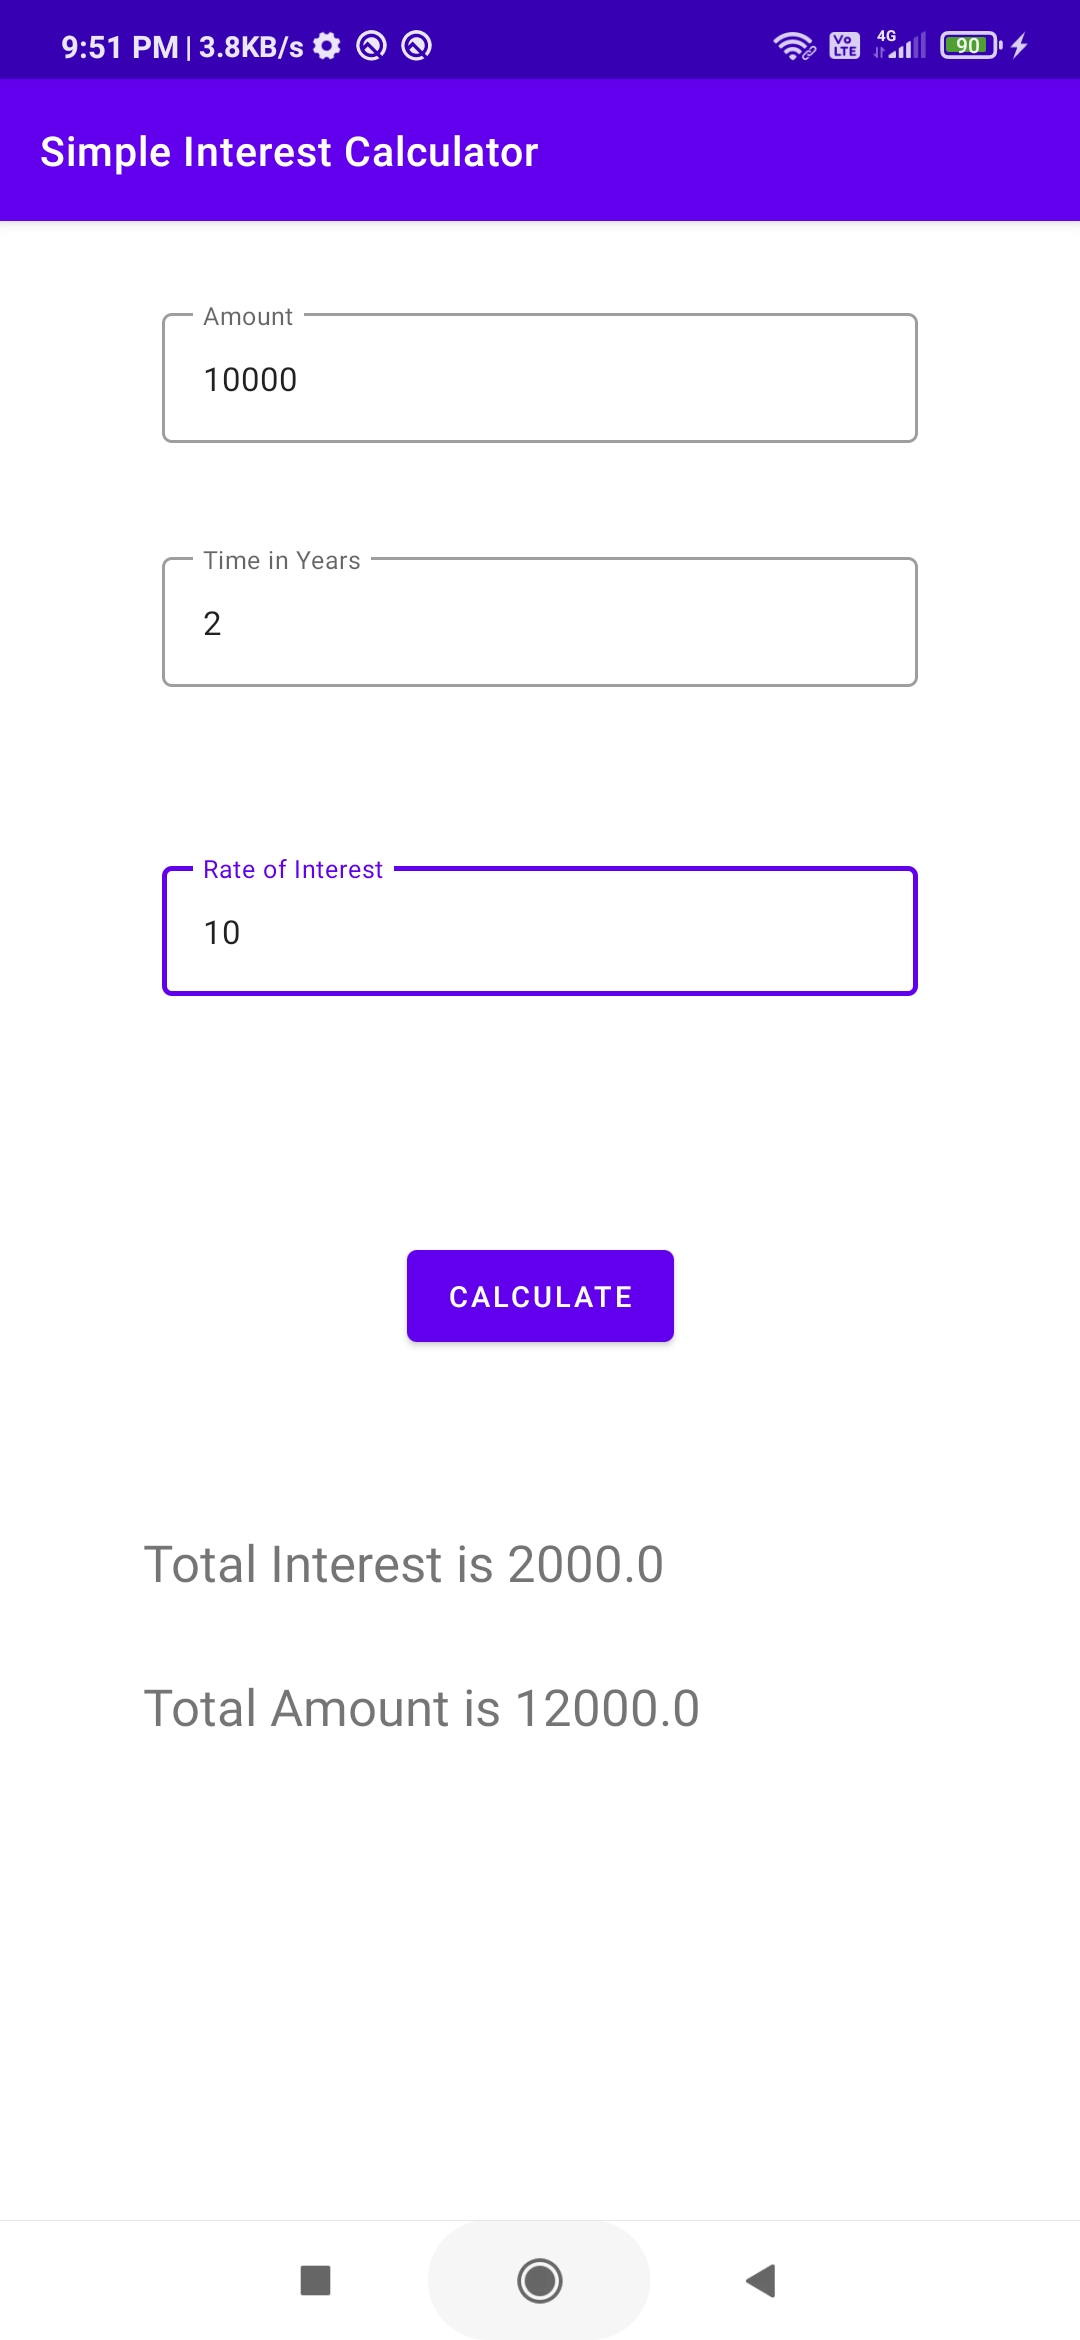 9:51 PM | 3.8KB/s Vo LTE 4G 90
Simple Interest Calculator
Amount
10000
Time in Years
2
Rate of Interest
10
CALCULATE
Total Interest is 2000.0
Total Amount is 12000.0